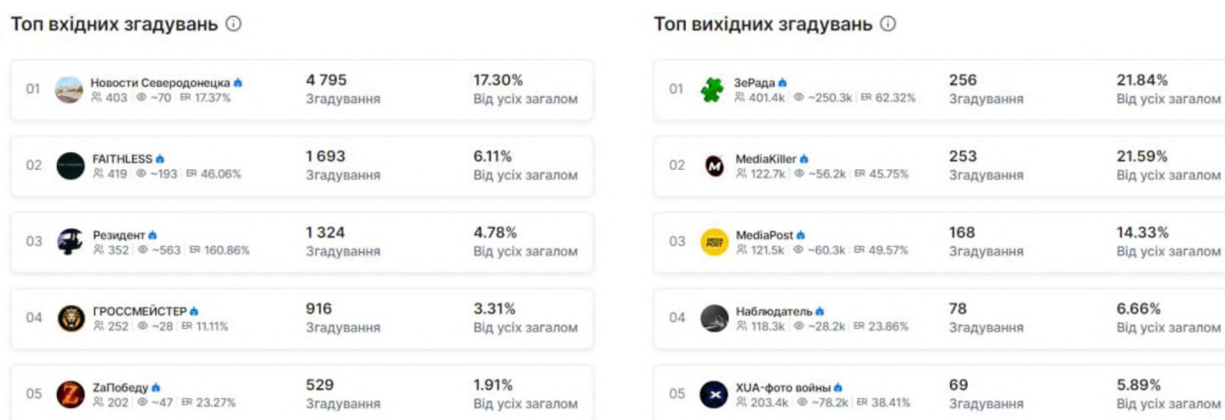 Топ вхідних згадувань
01
Новости Северодонецка
403 ~70 ER 17.37%
4 795
Згадування
17.30%
Від усіх загалом
02
FAITHLESS
419 ~193 ER 46.06%
1 693
Згадування
6.11%
Від усіх загалом
03
Резидент
352 ~563 ER 160.86%
1 324
Згадування
4.78%
Від усіх загалом
04
ГРОССМЕЙСТЕР
252 ~28 ER 11.11%
916
Згадування
3.31%
Від усіх загалом
05
ZаПобеду
202 ~47 ER 23.27%
529
Згадування
1.91%
Від усіх загалом
Топ вихідних згадувань
01
ЗеРада
401.4k ~250.3k ER 62.32%
256
Згадування
21.84%
Від усіх загалом
02
M
MediaKiller
122.7k ~56.2k ER 45.75%
253
Згадування
21.59%
Від усіх загалом
03
MEDIA
POST
MediaPost
121.5k ~60.3k ER 49.57%
168
Згадування
14.33%
Від усіх загалом
04
Наблюдатель
118.3k ~28.2k ER 23.86%
78
Згадування
6.66%
Від усіх загалом
05
X
XUA-фото войны
203.4k ~78.2k ER 38.41%
69
Згадування
5.89%
Від усіх загалом